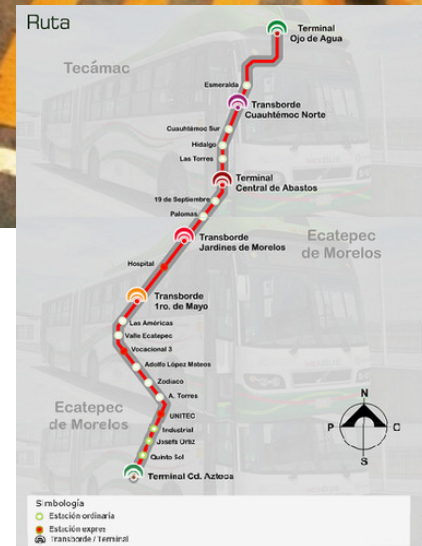 Ruta
Terminal
Ojo de Agua
Tecámac
Esmeralda
Transborde
Cuauhtémoc Norte
Cuauhtémoc Sur
Hidalgo
Las Torres
Terminal
Central de Abastos
19 de Septiembre
Palomas
Transborde
Jardines de Morelos
Ecatepec
de Morelos
Hospital
Transborde
1ro. de Mayo
Las Américas
Valle Ecatepec
Vocacional 3
Adolfo López Mateos
Zodiaco
A. Torres
Ecatepec
de Morelos
UNITEC
Industrial
Josefa Ortiz
Quinto Sol
Terminal Cd. Azteca
N
P
O
S
Simbología
Estación ordinaria
Estación expres
Transborde / Terminal